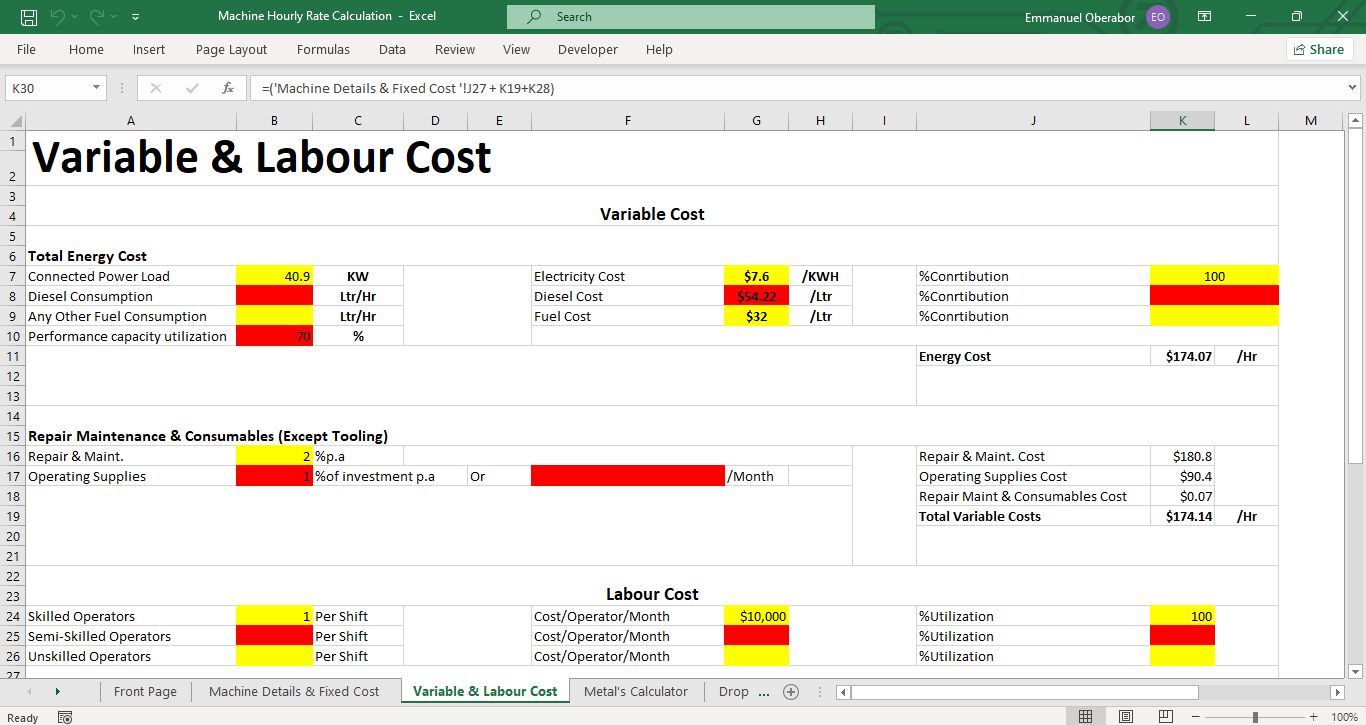 Machine Hourly Rate Calculation - Excel Search Emmanuel Oberabor EO
File Home Insert Page Layout Formulas Data Review View Developer Help Share
K30 fx =('Machine Details & Fixed Cost '!J27 + K19+K28)
A B C D E F G H I J K L M
1 Variable & Labour Cost
2
3
4 Variable Cost
5
6 Total Energy Cost
7 Connected Power Load 40.9 KW Electricity Cost $7.6 /KWH %Conrtibution 100
8 Diesel Consumption Ltr/Hr Diesel Cost $54.22 /Ltr %Conrtibution
9 Any Other Fuel Consumption Ltr/Hr Fuel Cost $32 /Ltr %Conrtibution
10 Performance capacity utilization 70 %
11 Energy Cost $174.07 /Hr
12
13
14
15 Repair Maintenance & Consumables (Except Tooling)
16 Repair & Maint. 2 %p.a Repair & Maint. Cost $180.8
17 Operating Supplies 1 %of investment p.a Or /Month Operating Supplies Cost $90.4
18 Repair Maint & Consumables Cost $0.07
19 Total Variable Costs $174.14 /Hr
20
21
22
23 Labour Cost
24 Skilled Operators 1 Per Shift Cost/Operator/Month $10,000 %Utilization 100
25 Semi-Skilled Operators Per Shift Cost/Operator/Month %Utilization
26 Unskilled Operators Per Shift Cost/Operator/Month %Utilization
27
Front Page Machine Details & Fixed Cost Variable & Labour Cost Metal's Calculator Drop ...
Ready 100%